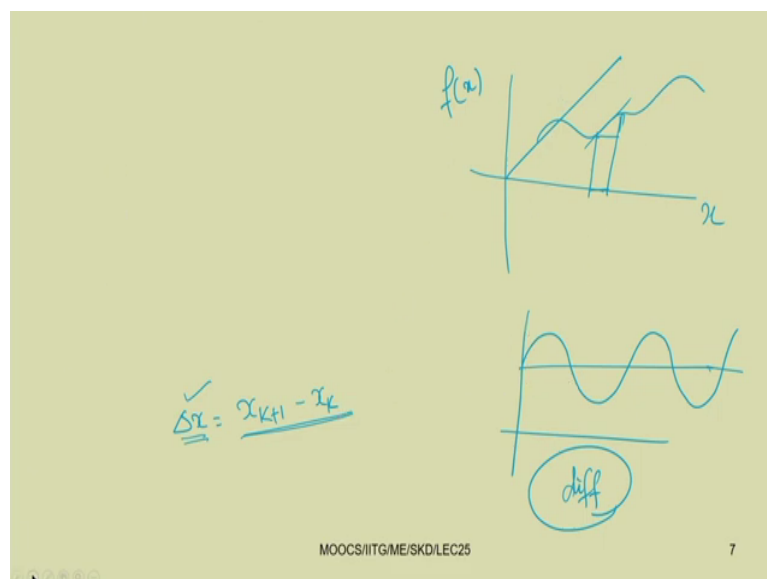 f(x)
x
Δx = x_{K+1} - x_K
diff
MOOCS/IITG/ME/SKD/LEC25
7